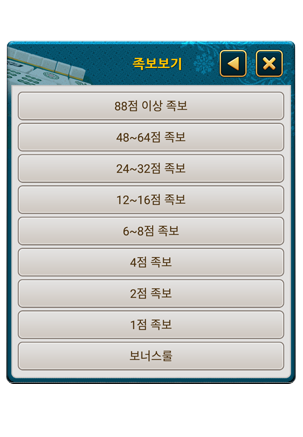 족보보기
88점 이상 족보
48~64점 족보
24~32점 족보
12~16점 족보
6~8점 족보
4점 족보
2점 족보
1점 족보
보너스룰